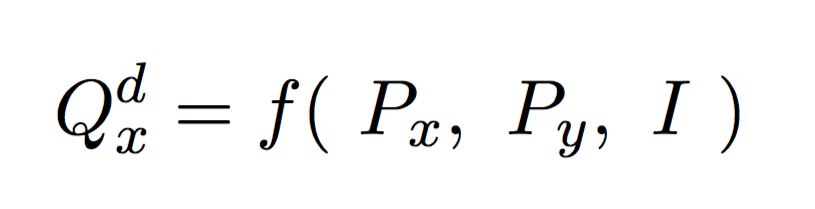 Q_x^d = f( P_x, P_y, I )